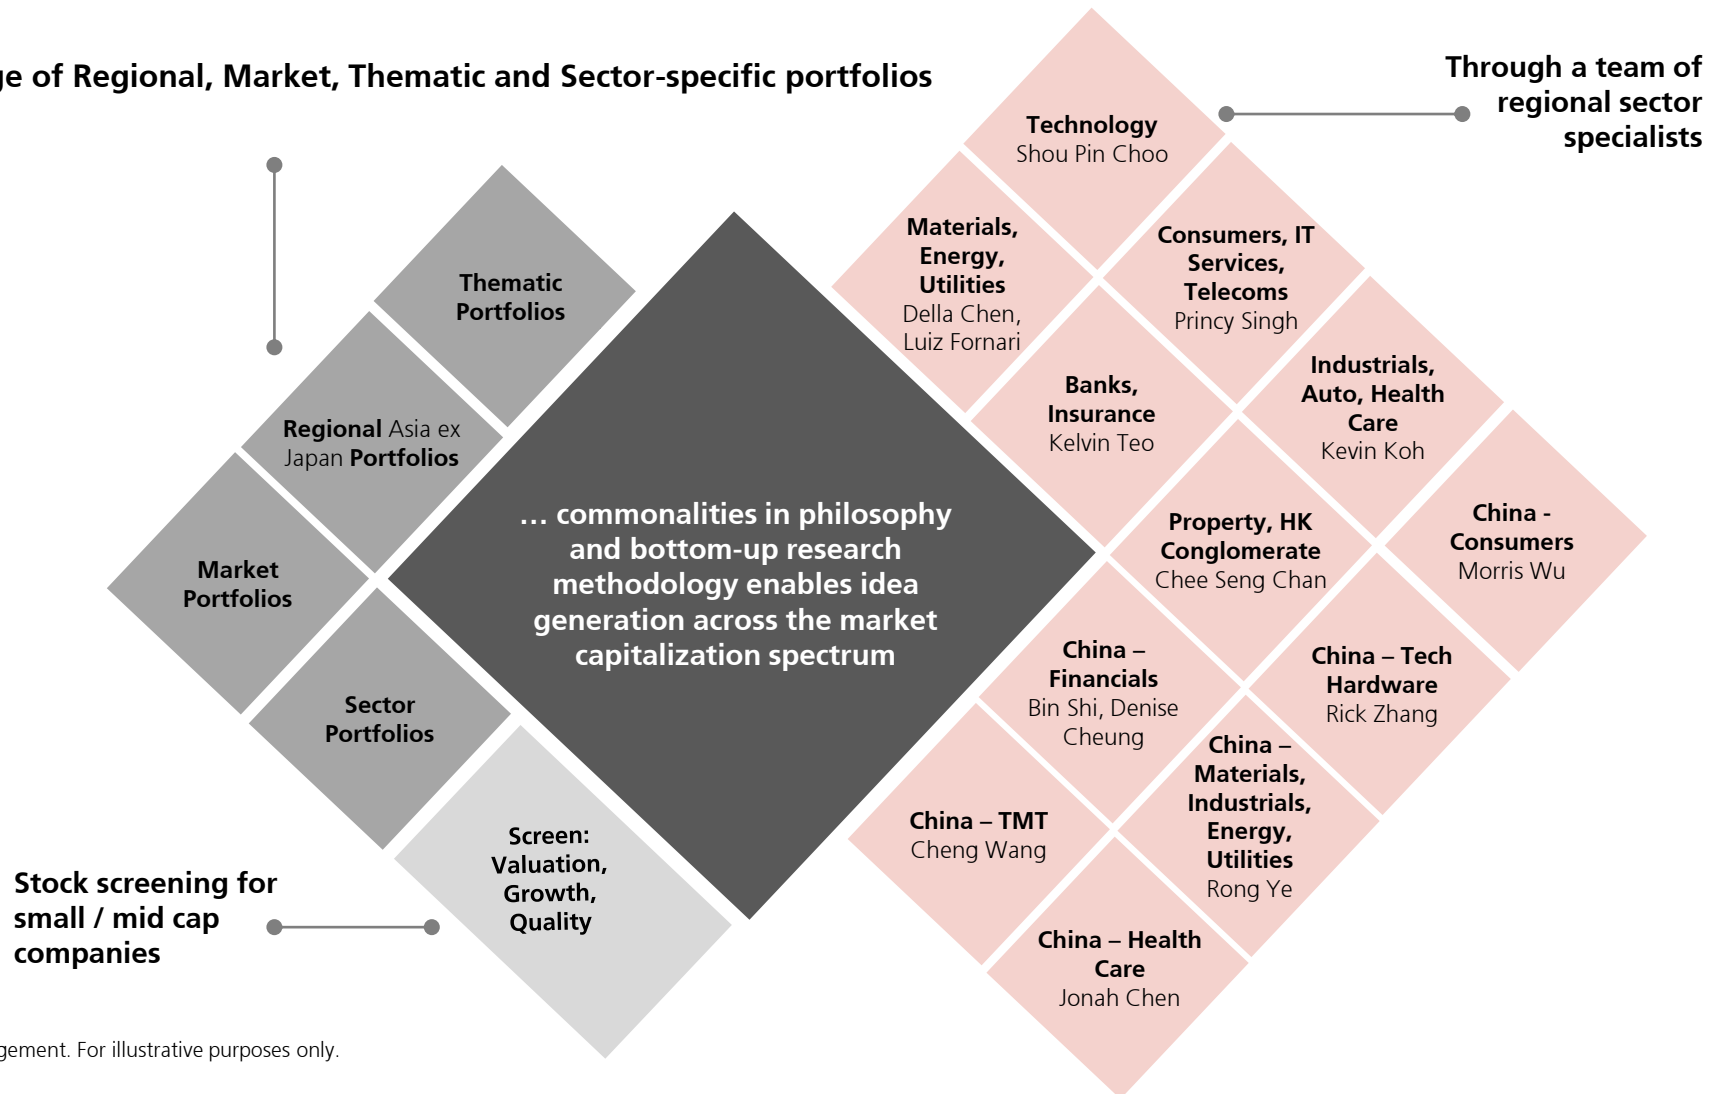 ge of Regional, Market, Thematic and Sector-specific portfolios
Through a team of
regional sector
specialists
Technology
Shou Pin Choo
Materials,
Energy,
Utilities
Della Chen,
Luiz Fornari
Consumers, IT
Services,
Telecoms
Princy Singh
Thematic
Portfolios
Banks,
Insurance
Kelvin Teo
Industrials,
Auto, Health
Care
Kevin Koh
Regional Asia ex
Japan Portfolios
… commonalities in philosophy
and bottom-up research
methodology enables idea
generation across the market
capitalization spectrum
Property, HK
Conglomerate
Chee Seng Chan
China -
Consumers
Morris Wu
Market
Portfolios
China –
Financials
Bin Shi, Denise
Cheung
China – Tech
Hardware
Rick Zhang
Sector
Portfolios
China –
Materials,
Industrials,
Energy,
Utilities
Rong Ye
China – TMT
Cheng Wang
Screen:
Valuation,
Growth,
Quality
Stock screening for
small / mid cap
companies
China – Health
Care
Jonah Chen
gement. For illustrative purposes only.